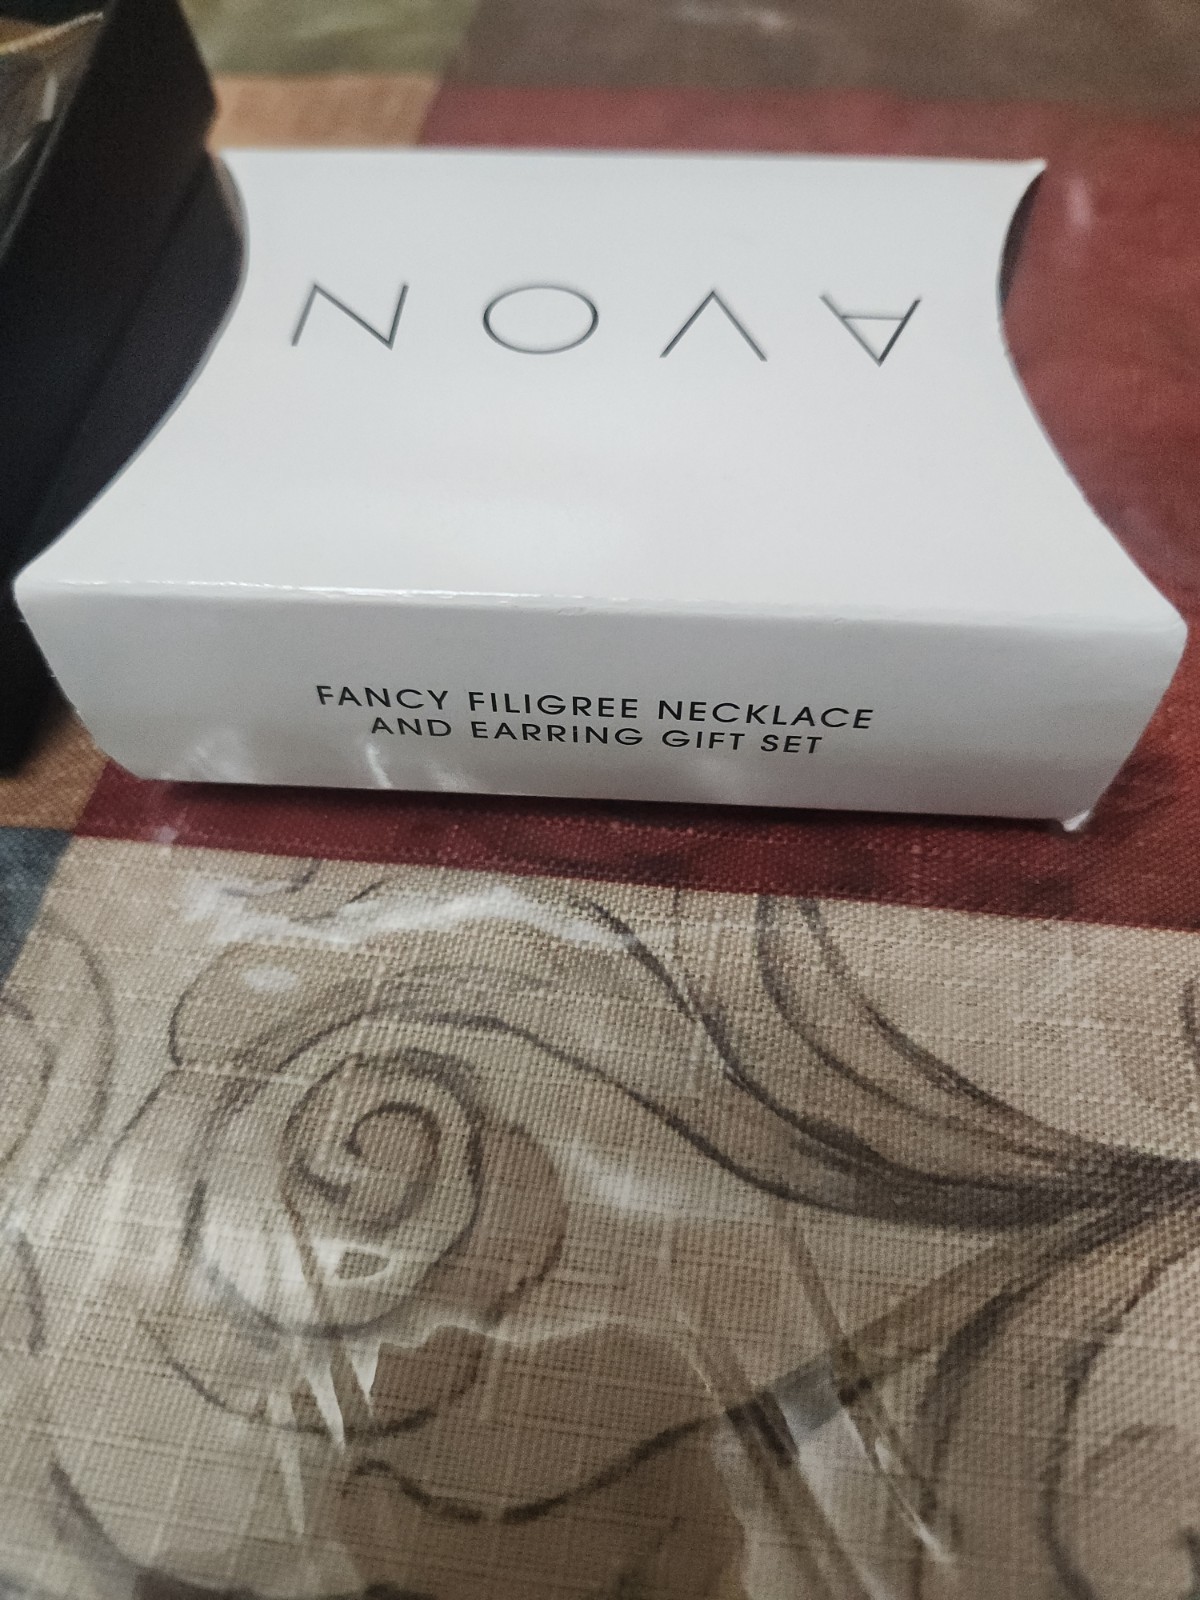 AVON
FANCY FILIGREE NECKLACE
AND EARRING GIFT SET